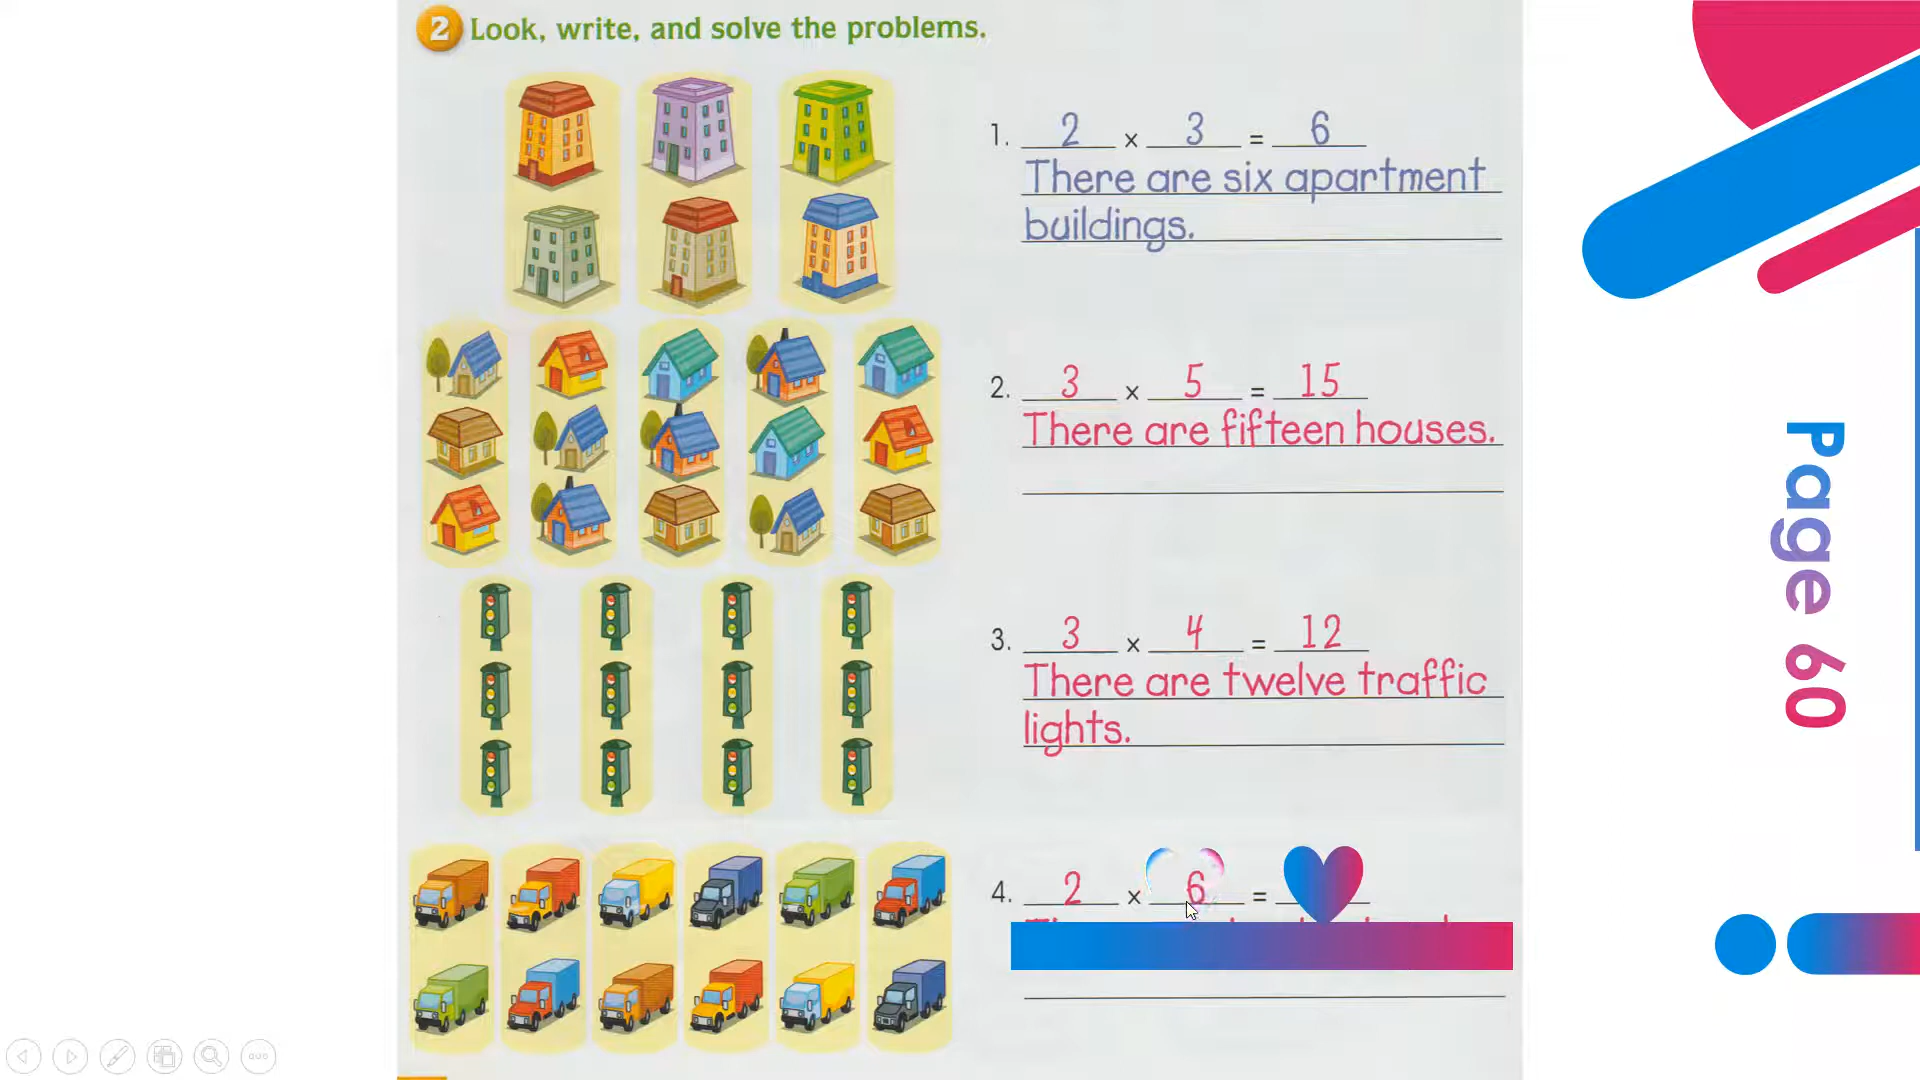 2 Look, write, and solve the problems.
1. 2 × 3 = 6
There are six apartment
buildings.
2. 3 × 5 = 15
There are fifteen houses.
3. 3 × 4 = 12
There are twelve traffic
lights.
4. 2 × 6 =
Page 60